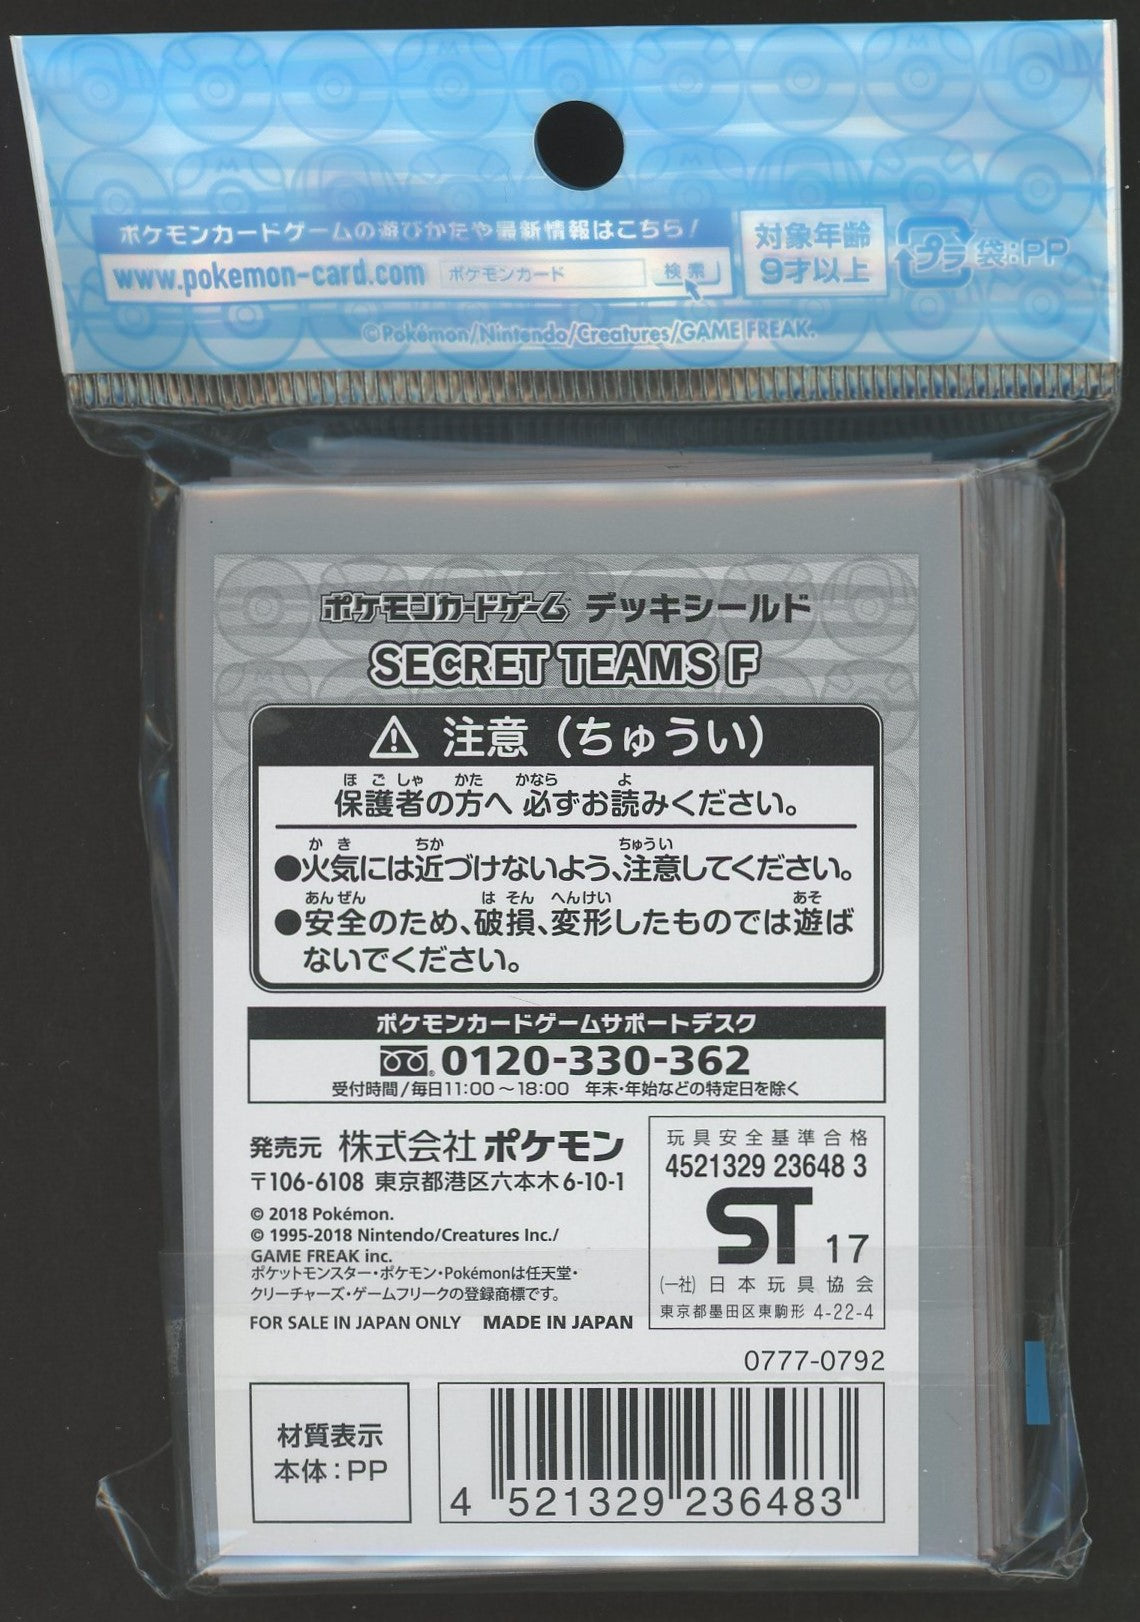 ポケモンカードゲームの遊びかたや最新情報はこちら!
www.pokemon-card.com ポケモンカード 検索
対象年齢
9才以上
プラ 袋:PP
©Pokémon/Nintendo/Creatures/GAME FREAK.
ポケモンカードゲーム デッキシールド
SECRET TEAMS F
注意(ちゅうい)
ほごしゃ かた かなら よ
保護者の方へ 必ずお読みください。
かき ちか ちゅうい
●火気には近づけないよう、注意してください。
あんぜん はそん へんけい あそ
●安全のため、破損、変形したものでは遊ば
ないでください。
ポケモンカードゲームサポートデスク
0120-330-362
受付時間/毎日11:00~18:00 年末・年始などの特定日を除く
発売元 株式会社 ポケモン
〒106-6108 東京都港区六本木6-10-1
© 2018 Pokémon.
© 1995-2018 Nintendo/Creatures Inc./
GAME FREAK inc.
ポケットモンスター・ポケモン・Pokémonは任天堂・
クリーチャーズ・ゲームフリークの登録商標です。
FOR SALE IN JAPAN ONLY MADE IN JAPAN
玩具安全基準合格
4521329 23648 3
ST 17
(一社)日本玩具協会
東京都墨田区東駒形 4-22-4
0777-0792
材質表示
本体:PP
4 521329 236483